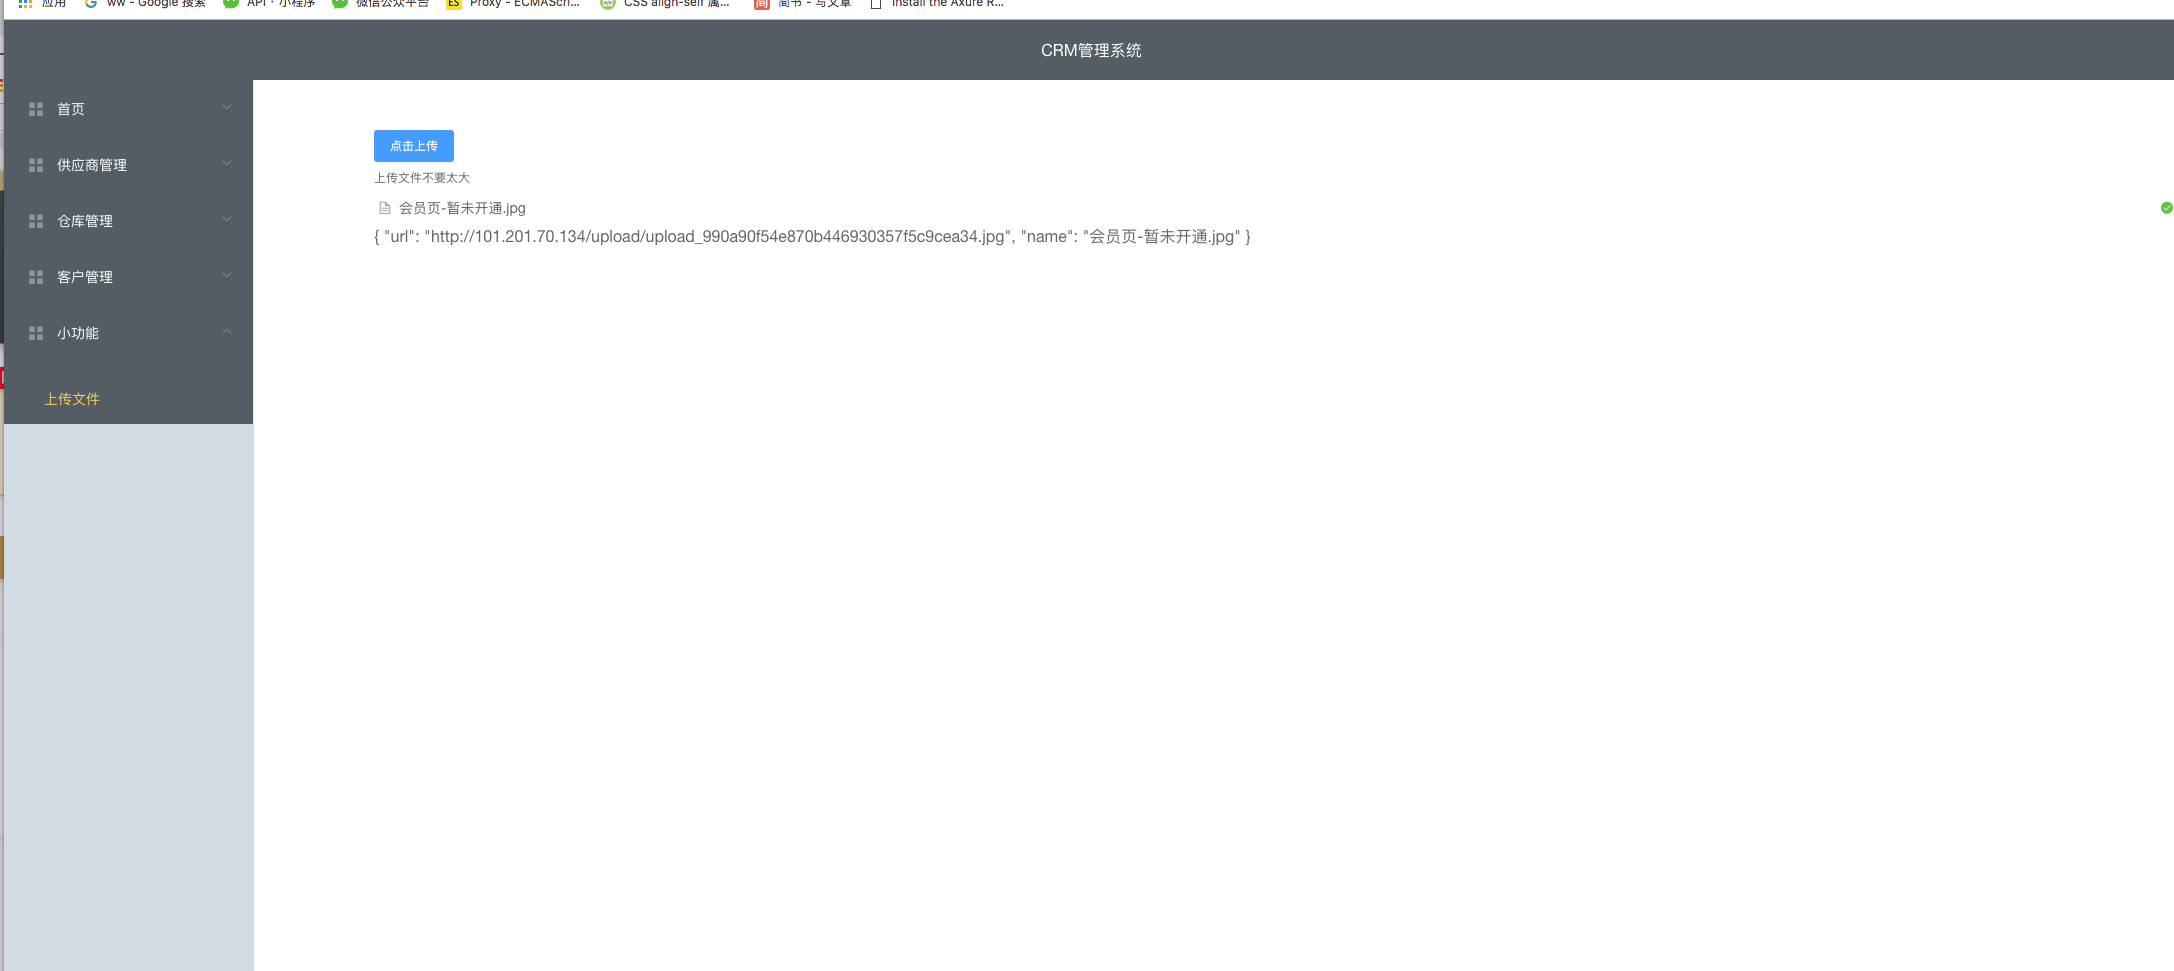 应用 ww - Google 搜索 API · 小程序 微信公众平台 ES Proxy - ECMAScri... CSS align-self 属... 简 简书 - 写文章 Install the Axure R...
CRM管理系统
首页
供应商管理
仓库管理
客户管理
小功能
上传文件
点击上传
上传文件不要太大
会员页-暂未开通.jpg
{ "url": "http://101.201.70.134/upload/upload_990a90f54e870b446930357f5c9cea34.jpg", "name": "会员页-暂未开通.jpg" }